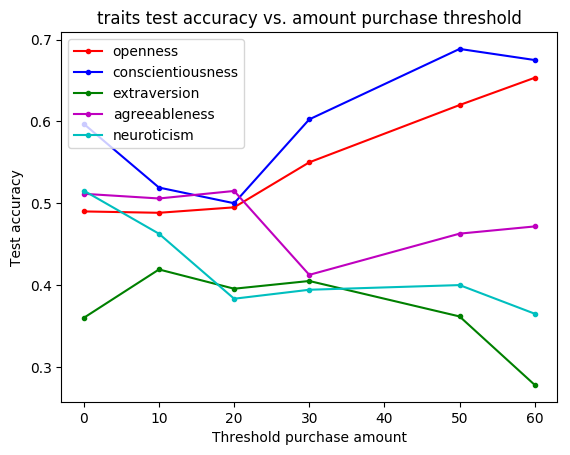 traits test accuracy vs. amount purchase threshold
0.7
openness
conscientiousness
extraversion
agreeableness
neuroticism
0.6
0.5
0.4
0.3
Test accuracy
0 10 20 30 40 50 60
Threshold purchase amount